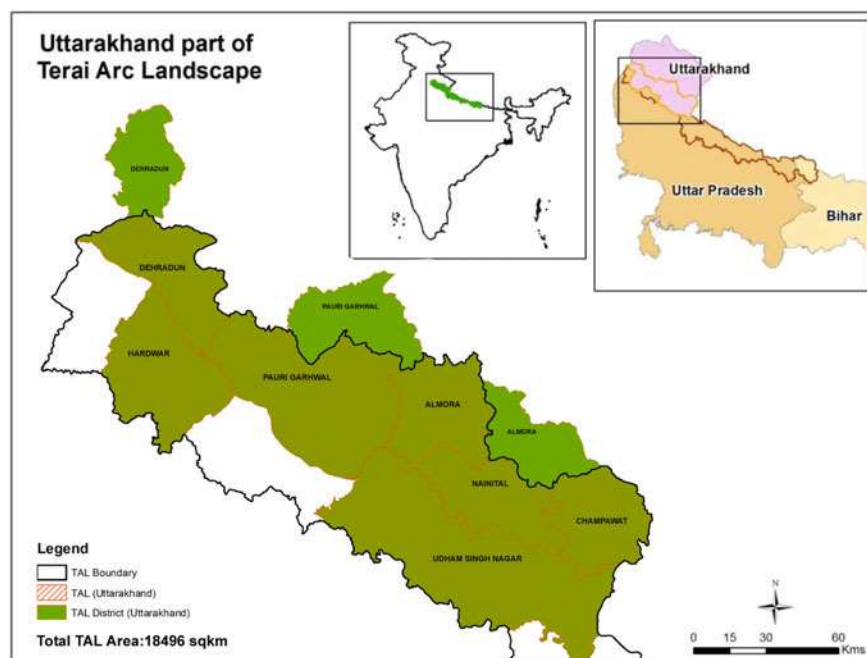 Uttarakhand part of
Terai Arc Landscape
Uttarakhand
Uttar Pradesh
Bihar
DEHRADUN
DEHRADUN
PAURI GARHWAL
HARDWAR
PAURI GARHWAL
ALMORA
ALMORA
NAINITAL
CHAMPAWAT
UDHAM SINGH NAGAR
Legend
TAL Boundary
TAL (Uttarakhand)
TAL District (Uttarakhand)
Total TAL Area:18496 sqkm
N
0 15 30 60
Kms